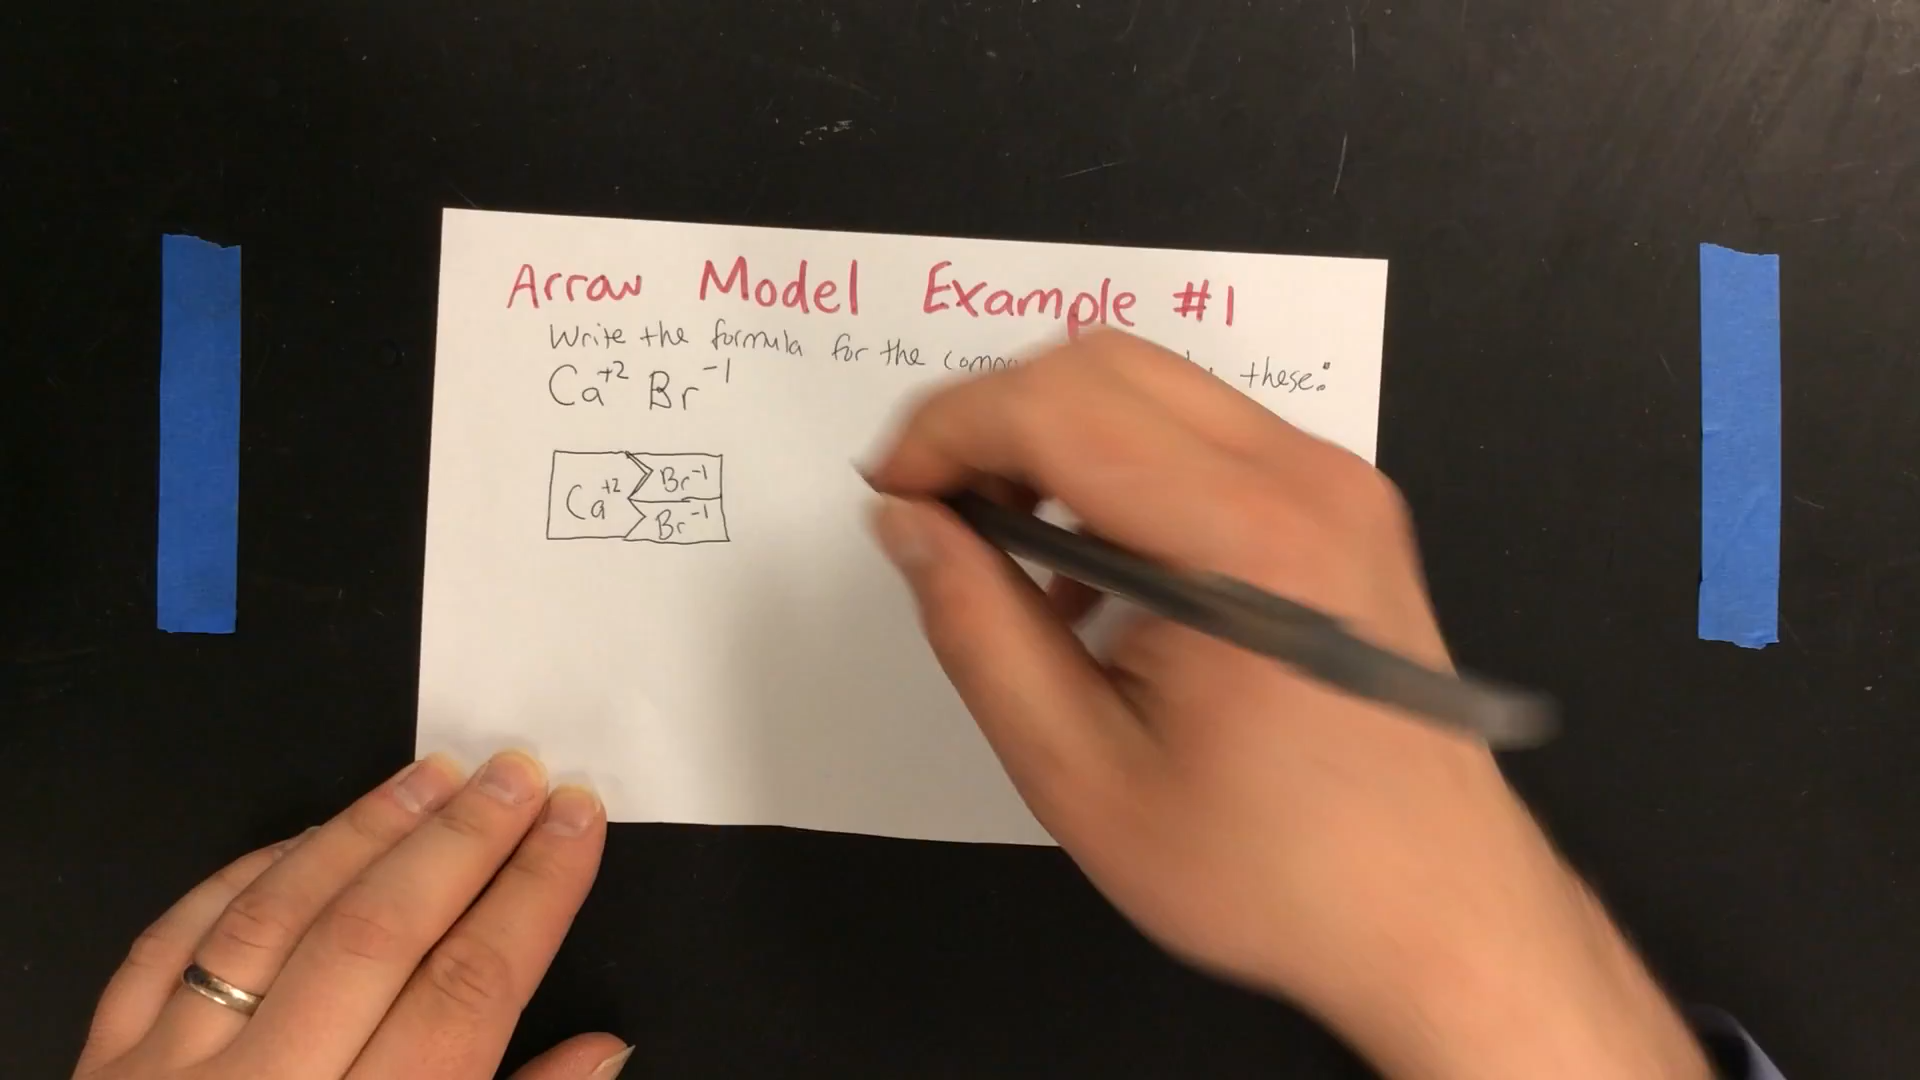 Arrow Model Example #1
Write the formula for the these:
Ca+2 Br-1
Ca+2 Br-1
Br-1